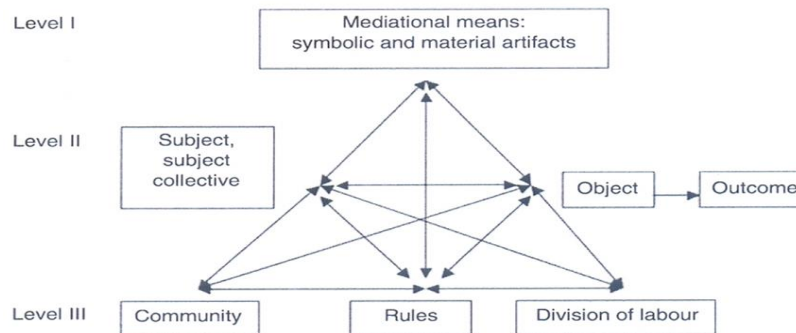 Level I
Mediational means:
symbolic and material artifacts
Level II
Subject,
subject
collective
Object
Outcome
Level III
Community
Rules
Division of labour